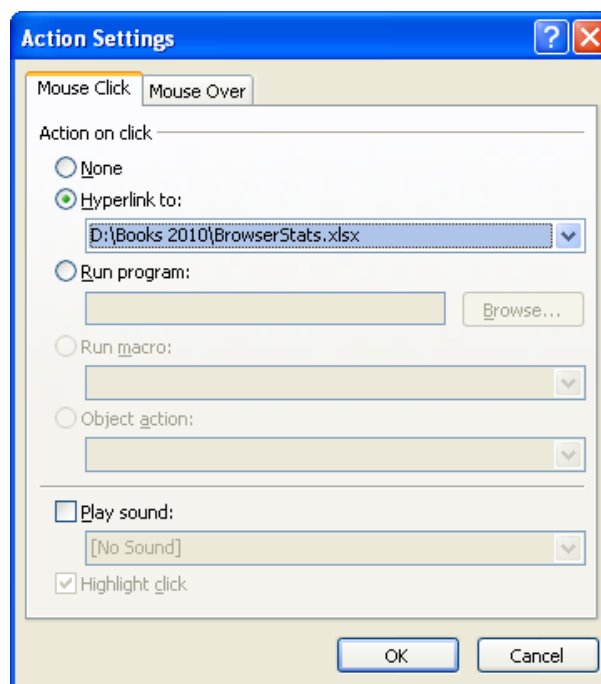 Action Settings
Mouse Click Mouse Over
Action on click
None
Hyperlink to:
D:\Books 2010\BrowserStats.xlsx
Run program:
Browse...
Run macro:
Object action:
Play sound:
[No Sound]
Highlight click
OK Cancel